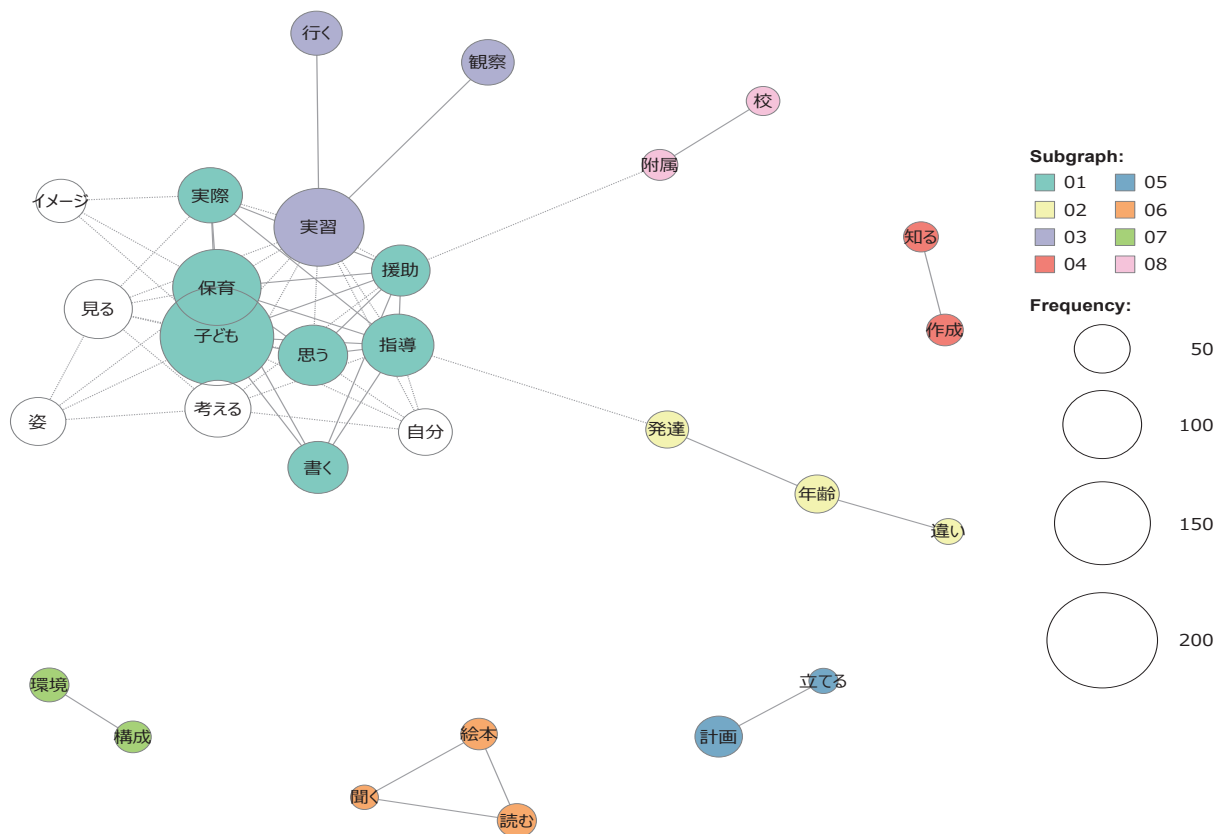 行く
観察
校
附属
イメージ
実際
実習
知る
援助
保育
見る
子ども
思う
指導
作成
姿
考える
自分
発達
書く
年齢
違い
環境
構成
絵本
聞く
読む
立てる
計画
Subgraph:
01 05
02 06
03 07
04 08
Frequency:
50
100
150
200